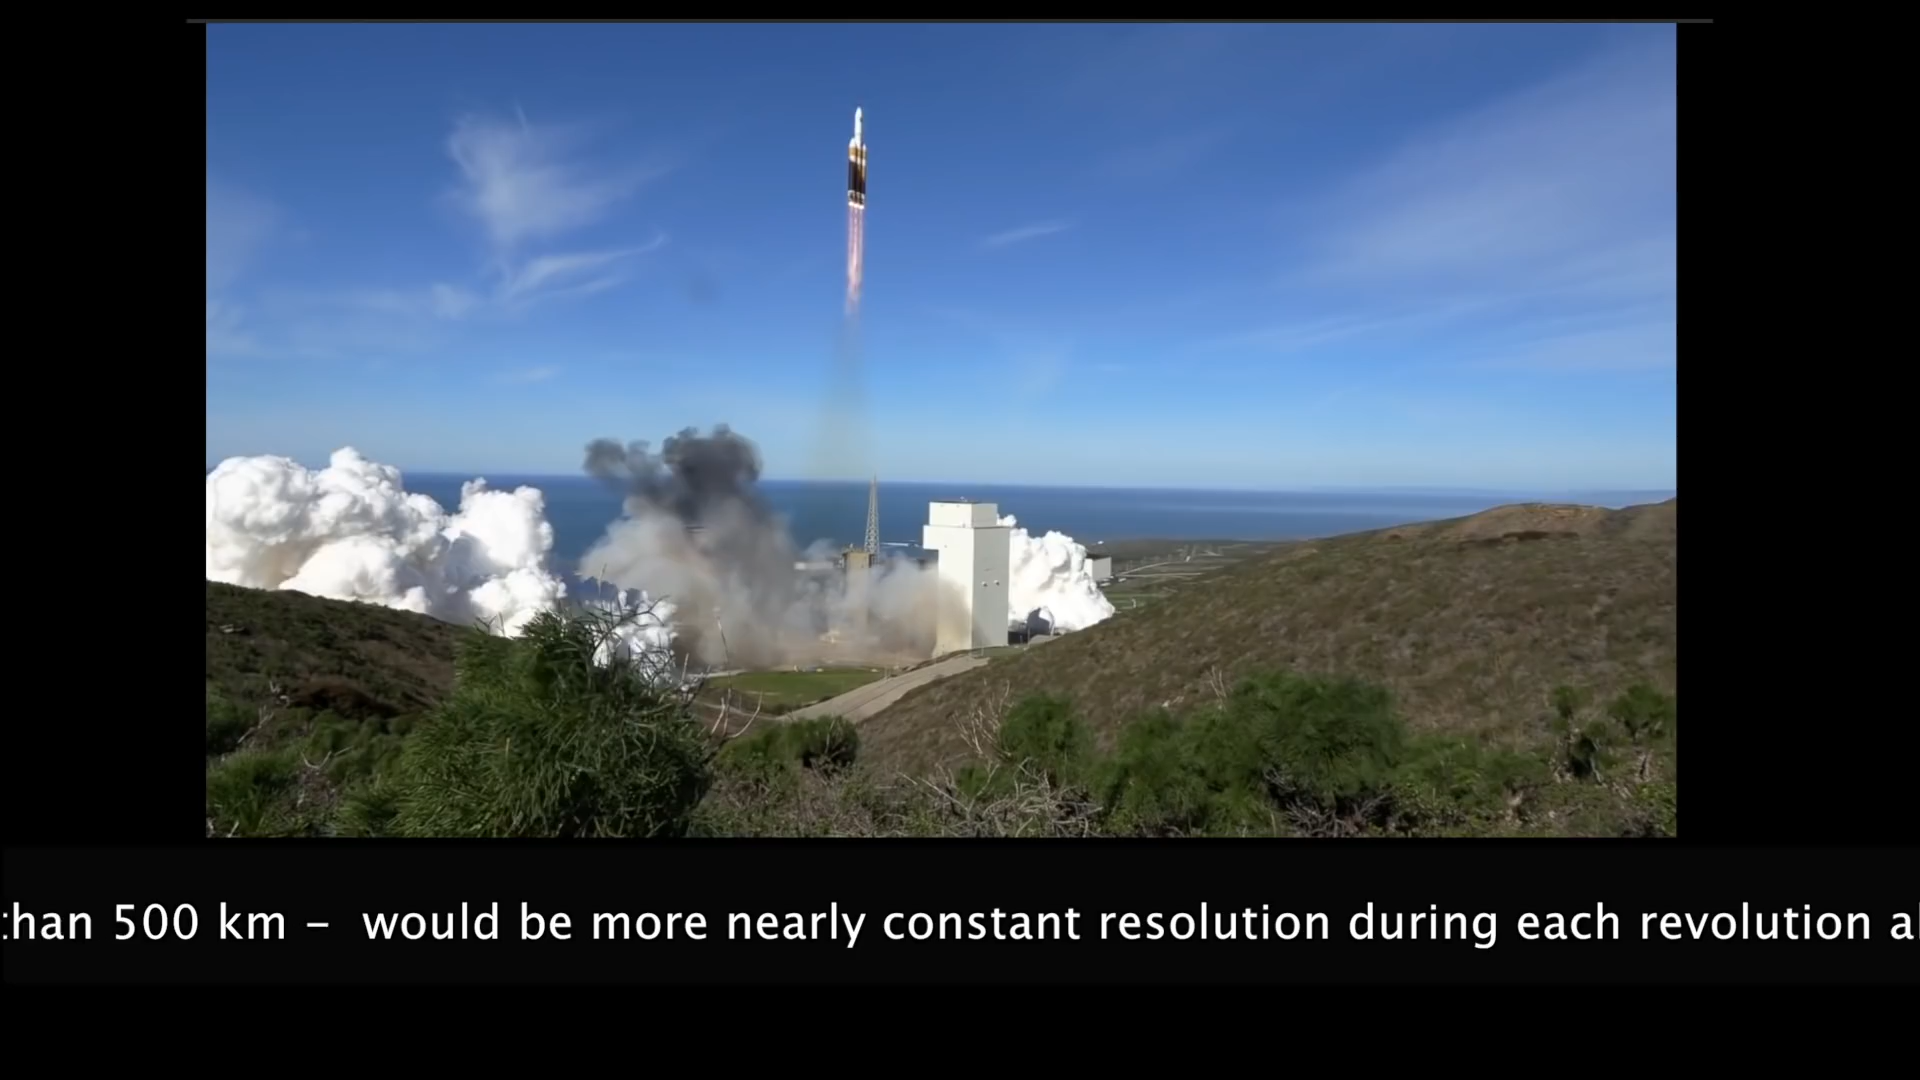 than 500 km – would be more nearly constant resolution during each revolution